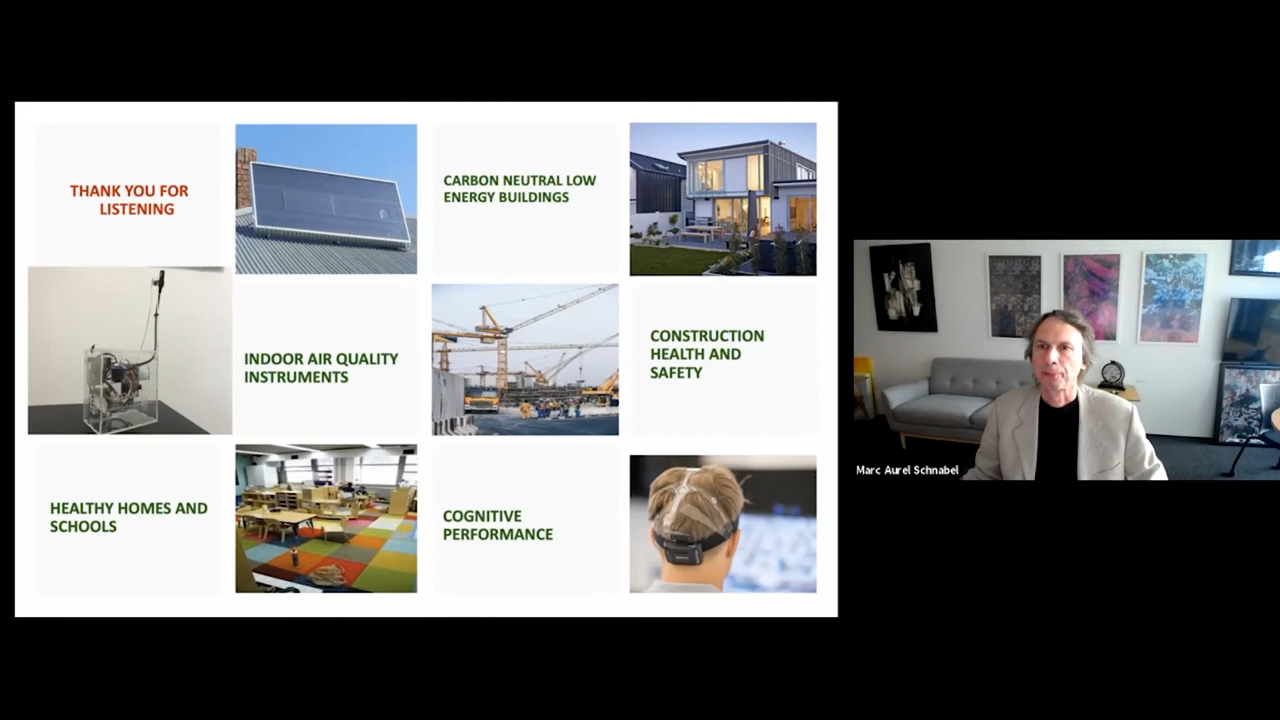 THANK YOU FOR
LISTENING
CARBON NEUTRAL LOW
ENERGY BUILDINGS
INDOOR AIR QUALITY
INSTRUMENTS
CONSTRUCTION
HEALTH AND
SAFETY
HEALTHY HOMES AND
SCHOOLS
COGNITIVE
PERFORMANCE
Marc Aurel Schnabel